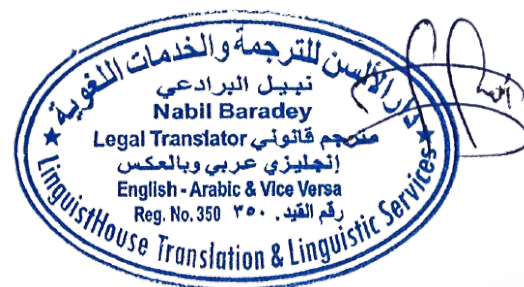 دار الألسن للترجمة والخدمات اللغوية
نبيل البرادعي
Nabil Baradey
Legal Translator مترجم قانوني
إنجليزي عربي وبالعكس
English - Arabic & Vice Versa
Reg. No. 350 رقم القيد. ٣٥٠
LinguistHouse Translation & Linguistic Services